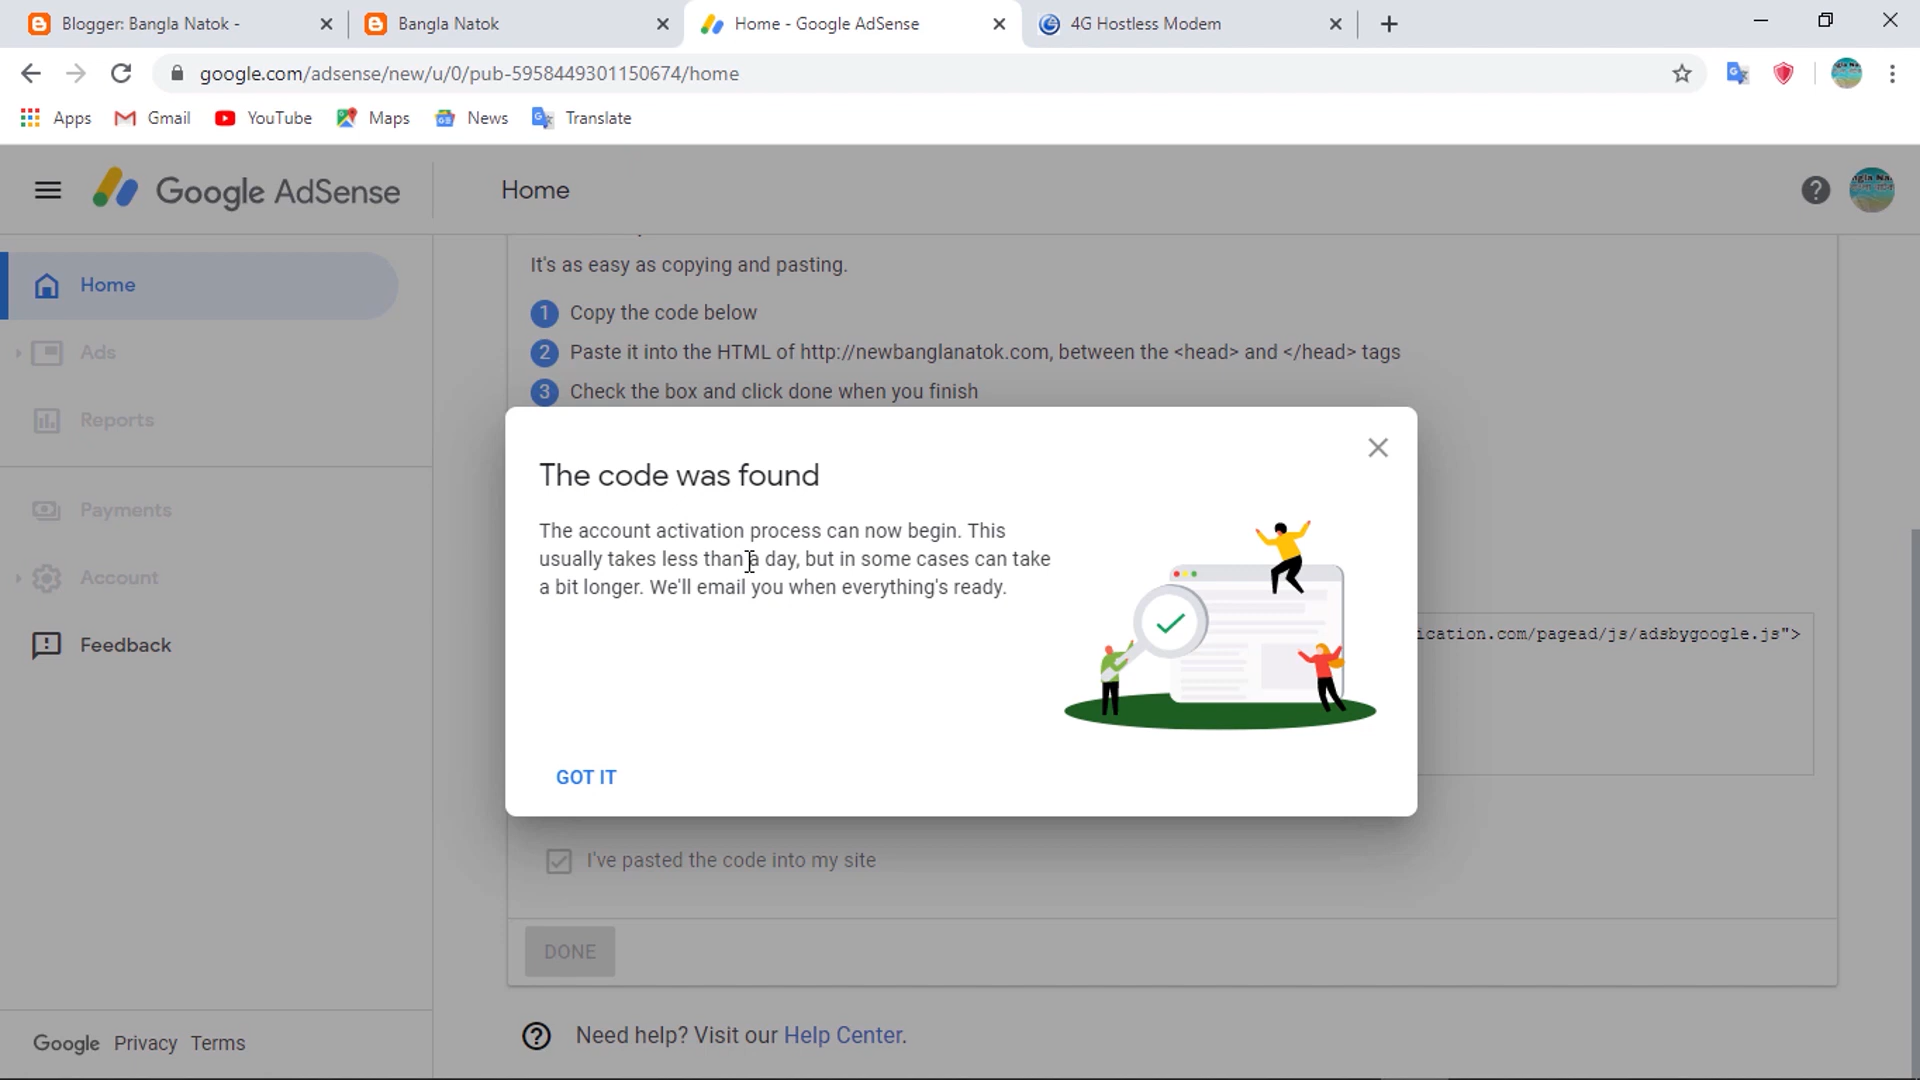 Blogger: Bangla Natok -
Bangla Natok
Home - Google AdSense
4G Hostless Modem
google.com/adsense/new/u/0/pub-5958449301150674/home
Apps
Gmail
YouTube
Maps
News
Translate
Google AdSense
Home
Home
Ads
Reports
Payments
Account
Feedback
It's as easy as copying and pasting.
1 Copy the code below
2 Paste it into the HTML of http://newbanglanatok.com, between the <head> and </head> tags
3 Check the box and click done when you finish
The code was found
The account activation process can now begin. This
usually takes less than a day, but in some cases can take
a bit longer. We'll email you when everything's ready.
GOT IT
ication.com/pagead/js/adsbygoogle.js">
I've pasted the code into my site
DONE
Need help? Visit our Help Center.
Google Privacy Terms